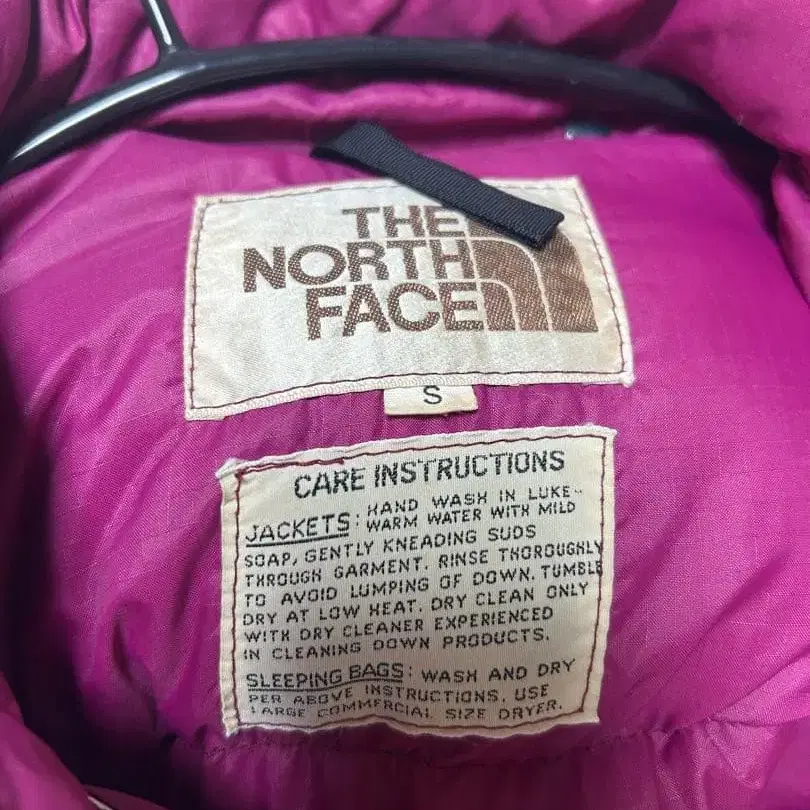 THE
NORTH
FACE
S
CARE INSTRUCTIONS
JACKETS: HAND WASH IN LUKE-
WARM WATER WITH MILD
SOAP, GENTLY KNEADING SUDS
THROUGH GARMENT. RINSE THOROUGHLY
TO AVOID LUMPING OF DOWN. TUMBLE
DRY AT LOW HEAT. DRY CLEAN ONLY
WITH DRY CLEANER EXPERIENCED
IN CLEANING DOWN PRODUCTS.
SLEEPING BAGS: WASH AND DRY
PER ABOVE INSTRUCTIONS. USE
LARGE COMMERCIAL SIZE DRYER.